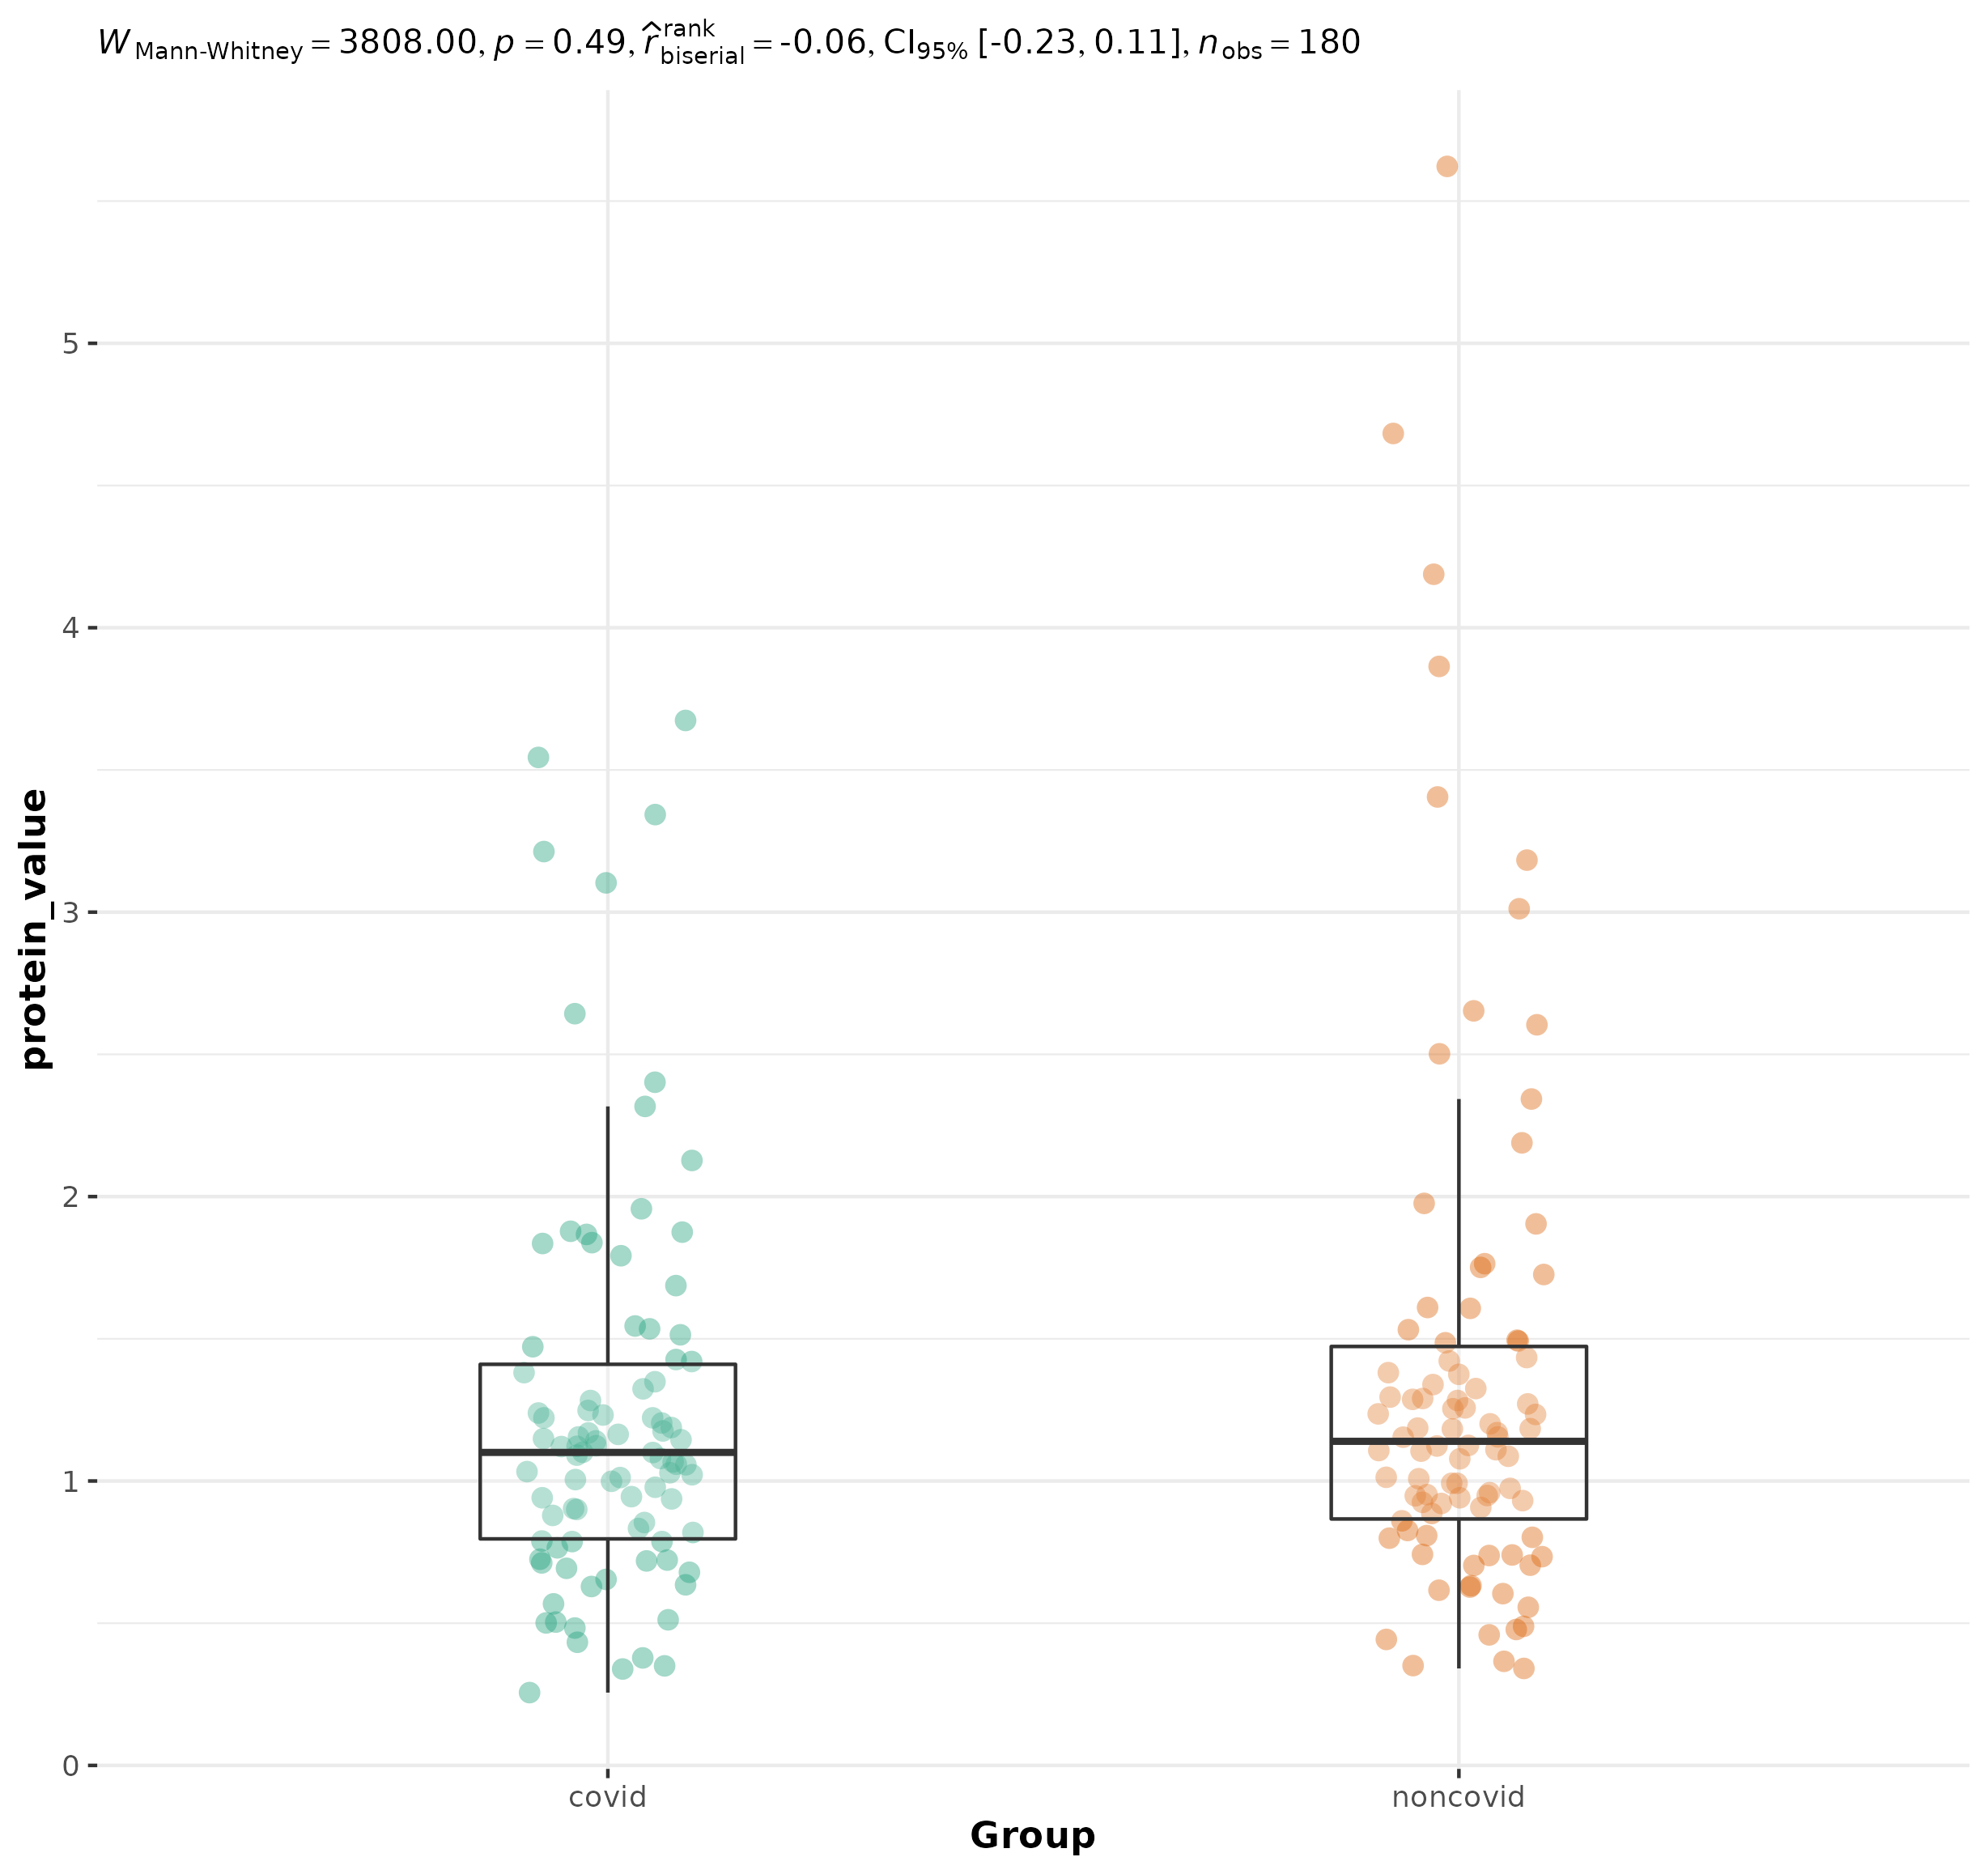 W Mann-Whitney = 3808.00, p = 0.49, r̂ rank biserial = -0.06, CI95% [-0.23, 0.11], nobs = 180
protein_value
5
4
3
2
1
0
covid noncovid
Group